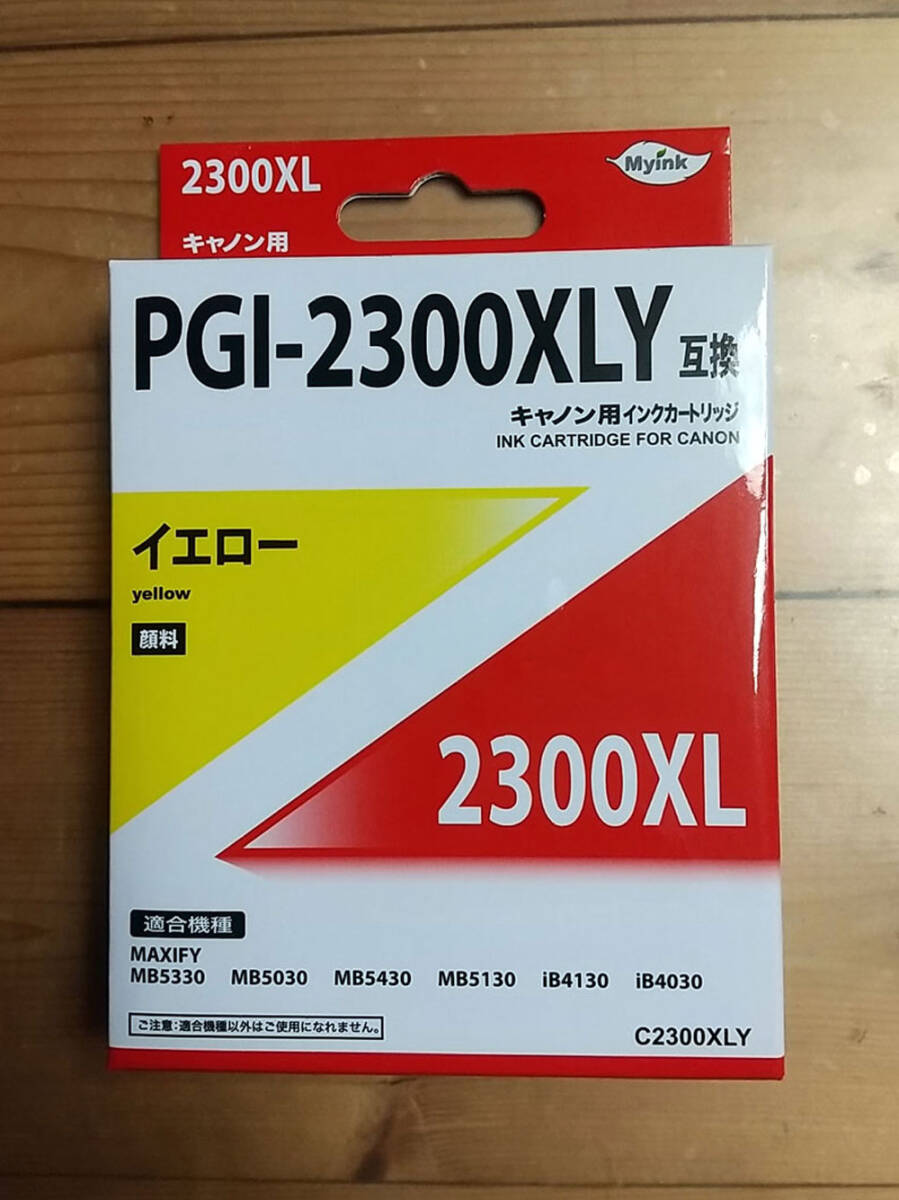 2300XL
Myink
キャノン用
PGI-2300XLY 互換
キャノン用インクカートリッジ
INK CARTRIDGE FOR CANON
イエロー
yellow
顔料
2300XL
適合機種
MAXIFY
MB5330 MB5030 MB5430 MB5130 iB4130 iB4030
ご注意:適合機種以外はご使用になれません。
C2300XLY